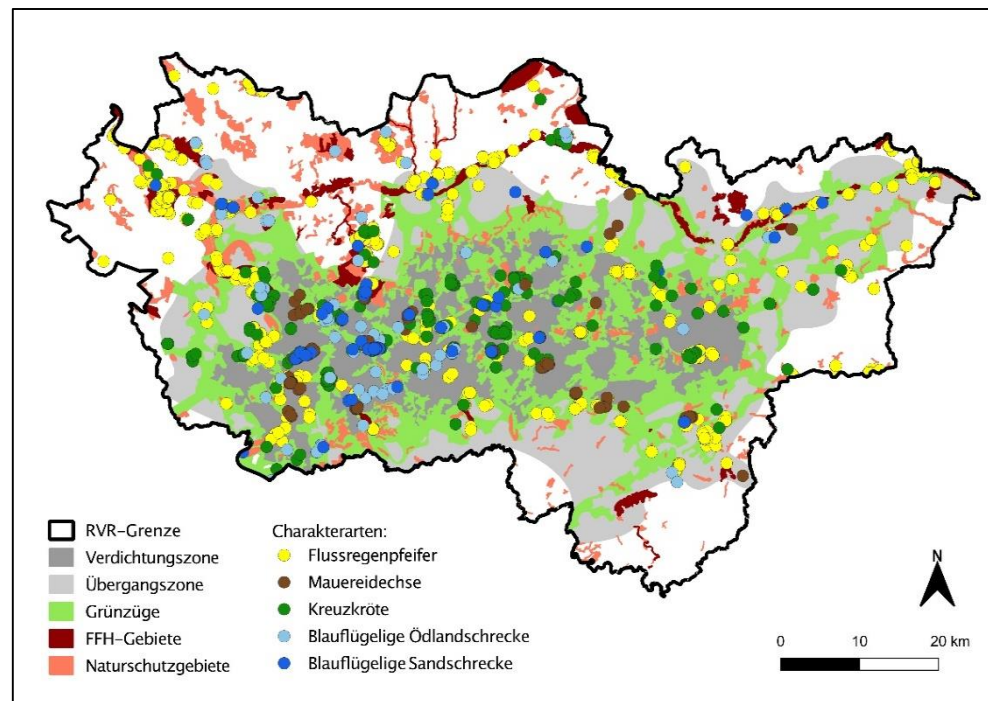 RVR-Grenze
Verdichtungszone
Übergangszone
Grünzüge
FFH-Gebiete
Naturschutzgebiete
Charakterarten:
Flussregenpfeifer
Mauereidechse
Kreuzkröte
Blauflügelige Ödlandschrecke
Blauflügelige Sandschrecke
N
0 10 20 km